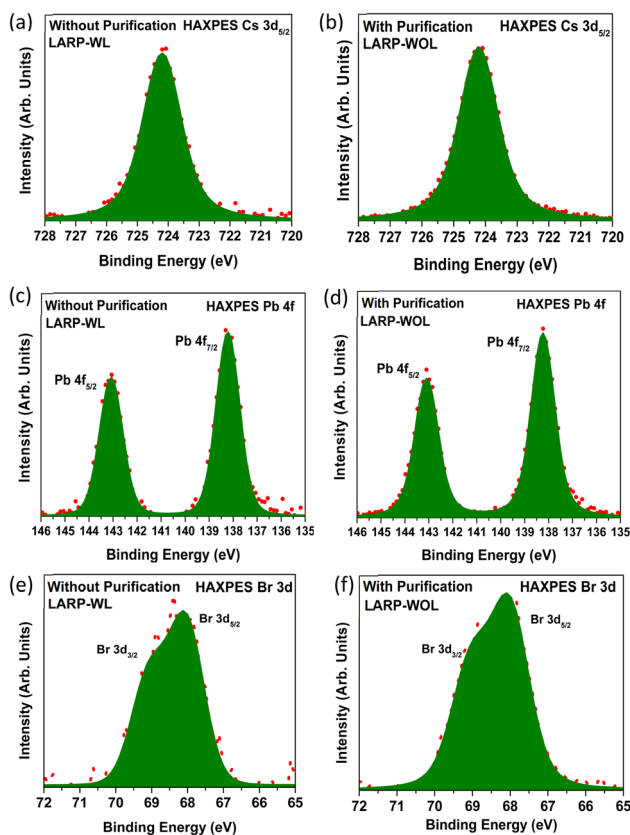 (a)
Without Purification HAXPES Cs 3d5/2
LARP-WL
Intensity (Arb. Units)
728 727 726 725 724 723 722 721 720
Binding Energy (eV)
(b)
With Purification HAXPES Cs 3d5/2
LARP-WOL
Intensity (Arb. Units)
728 727 726 725 724 723 722 721 720
Binding Energy (eV)
(c)
Without Purification HAXPES Pb 4f
LARP-WL
Pb 4f7/2
Pb 4f5/2
Intensity (Arb. Units)
146 145 144 143 142 141 140 139 138 137 136 135
Binding Energy (eV)
(d)
With Purification HAXPES Pb 4f
LARP-WOL
Pb 4f7/2
Pb 4f5/2
Intensity (Arb. Units)
146 145 144 143 142 141 140 139 138 137 136 135
Binding Energy (eV)
(e)
Without Purification HAXPES Br 3d
LARP-WL
Br 3d5/2
Br 3d3/2
Intensity (Arb. Units)
72 71 70 69 68 67 66 65
Binding Energy (eV)
(f)
With Purification HAXPES Br 3d
LARP-WOL
Br 3d5/2
Br 3d3/2
Intensity (Arb. Units)
72 71 70 69 68 67 66 65
Binding Energy (eV)